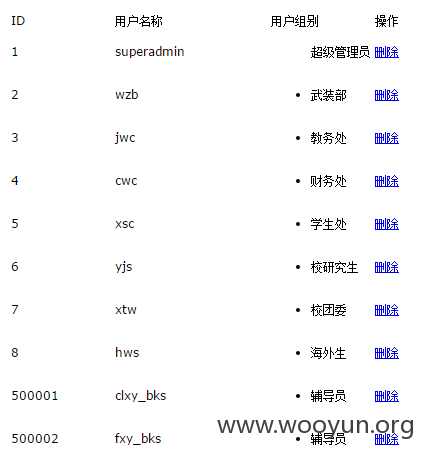 ID 用户名称 用户组别 操作
1 superadmin 超级管理员 删除
2 wzb • 武装部 删除
3 jwc • 教务处 删除
4 cwc • 财务处 删除
5 xsc • 学生处 删除
6 yjs • 校研究生 删除
7 xtw • 校团委 删除
8 hws • 海外生 删除
500001 clxy_bks • 辅导员 删除
www.wooyun.org
500002 fxy_bks • 辅导员 删除